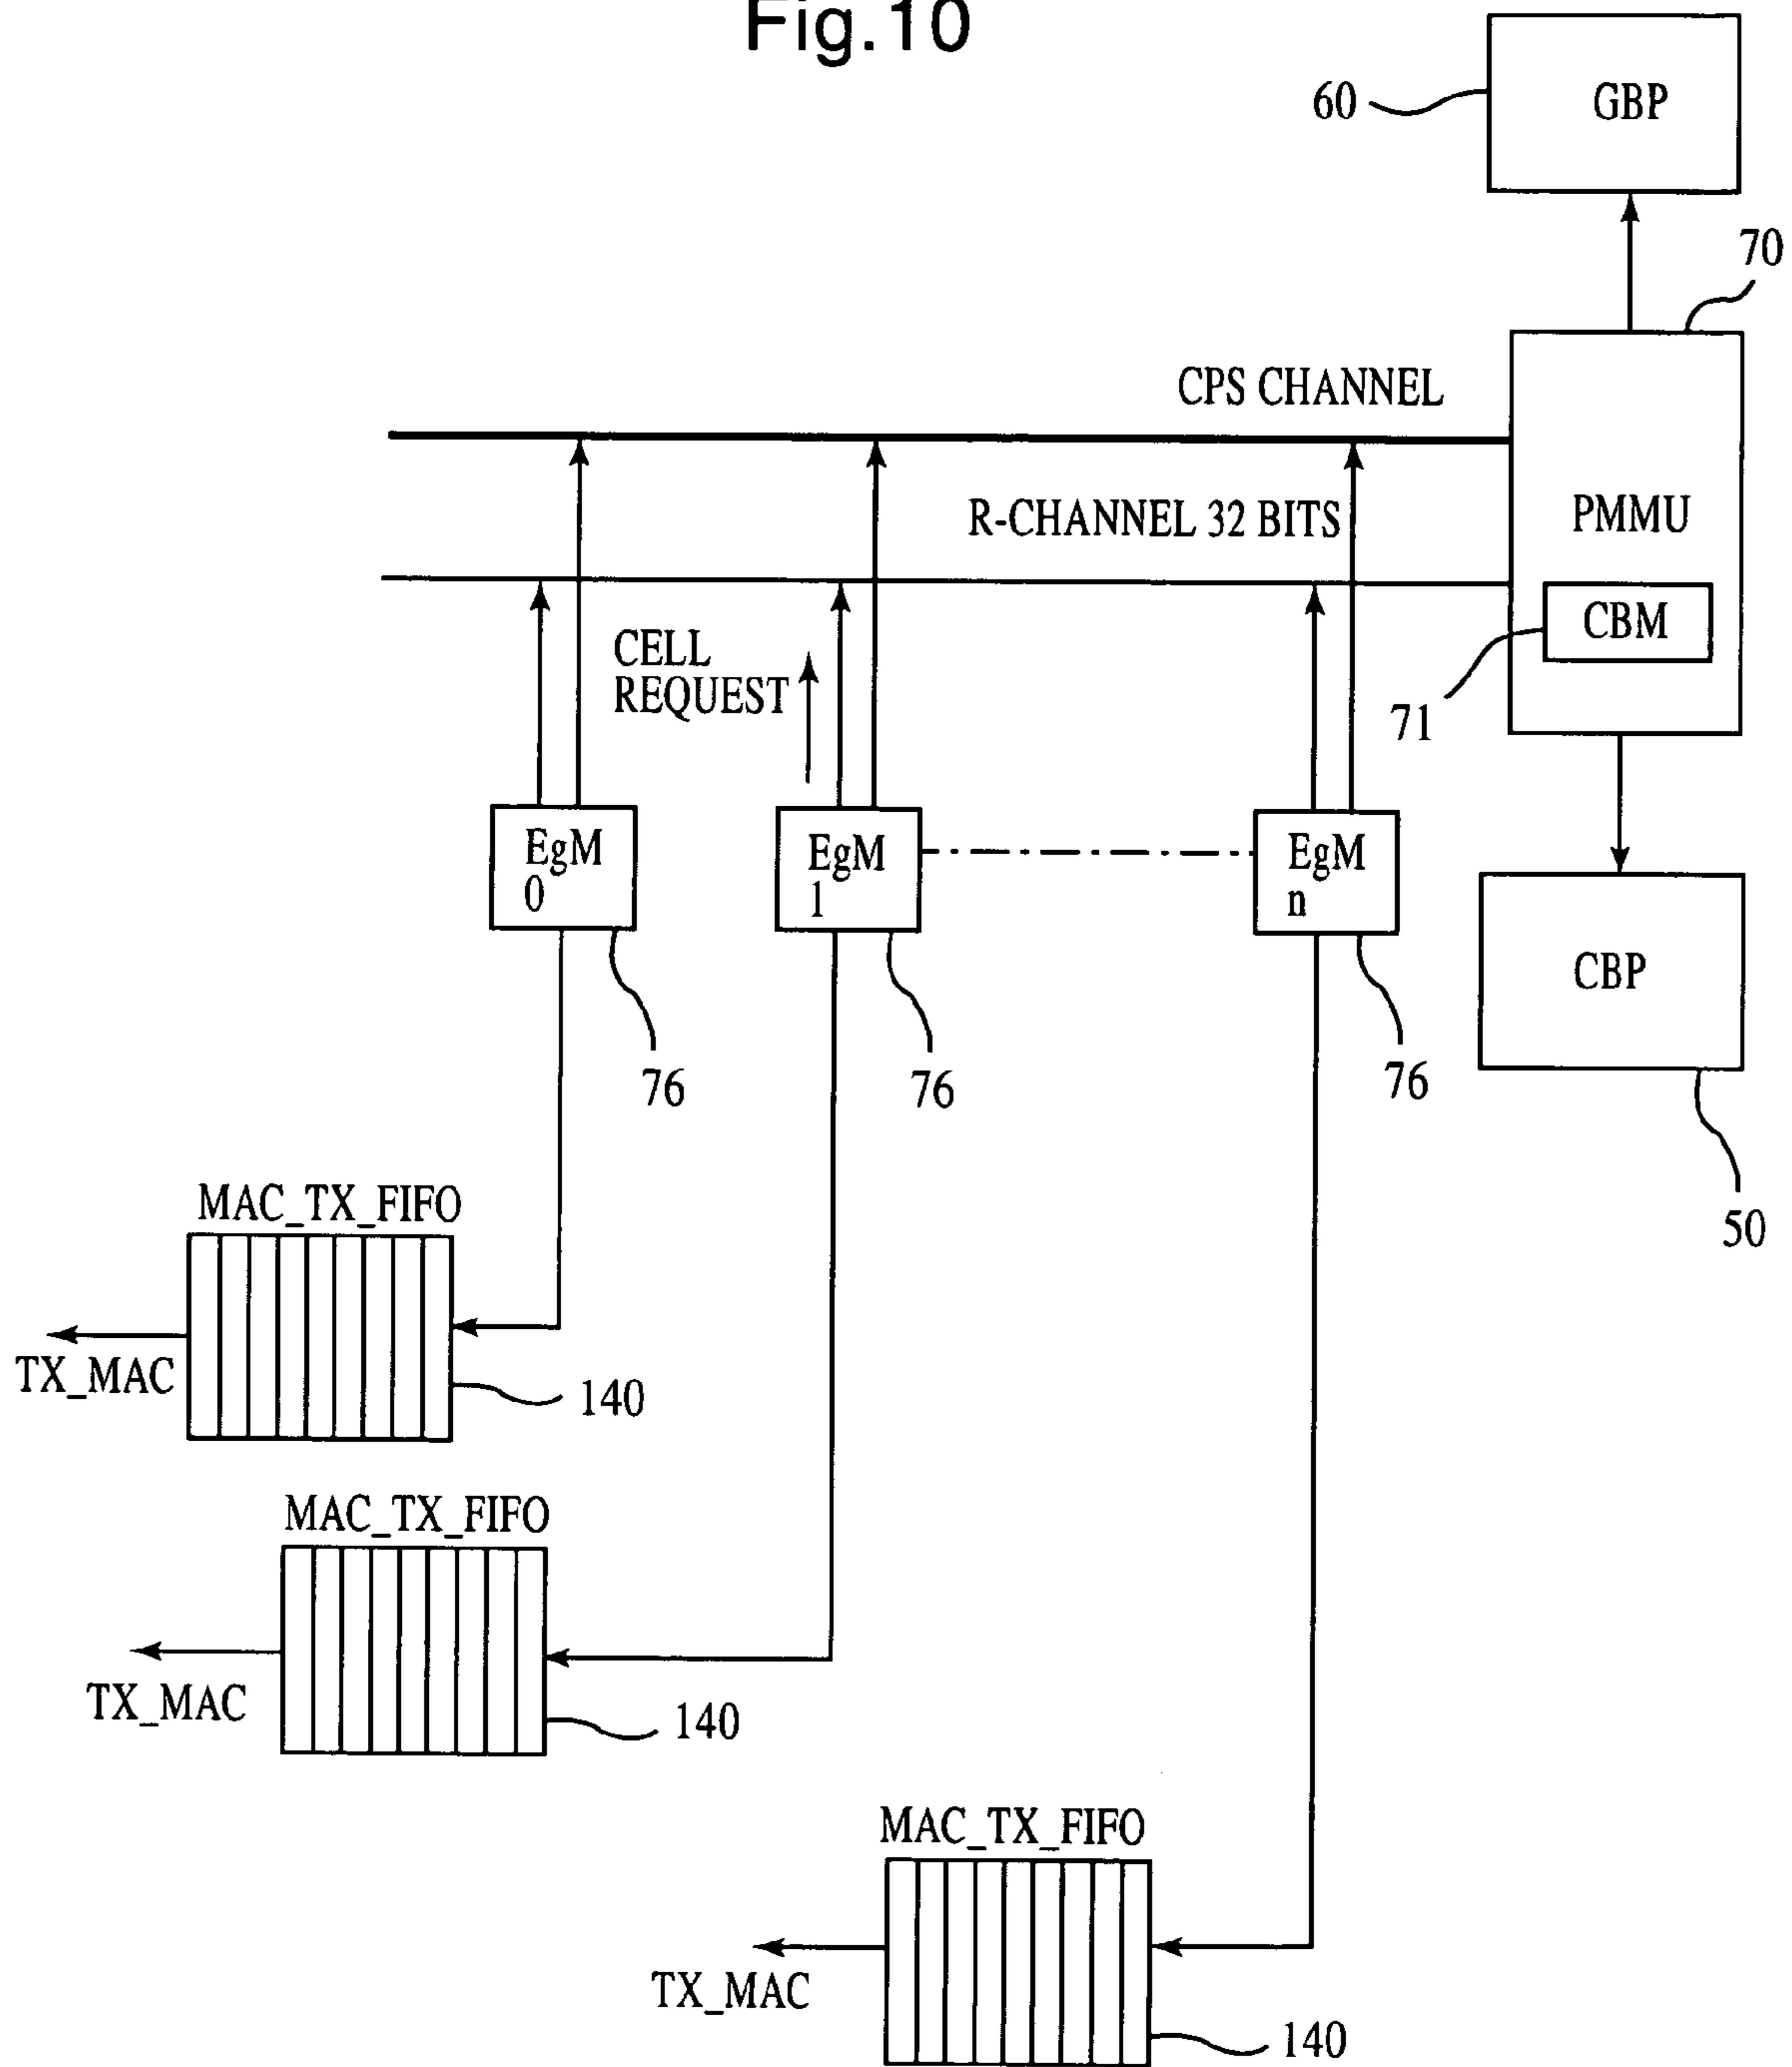 Fig.10
GBP
60
70
CPS CHANNEL
R-CHANNEL 32 BITS
PMMU
CBM
CELL
REQUEST
71
EgM
0
EgM
1
EgM
n
CBP
76
76
76
50
MAC_TX_FIFO
TX_MAC
140
MAC_TX_FIFO
TX_MAC
140
MAC_TX_FIFO
TX_MAC
140